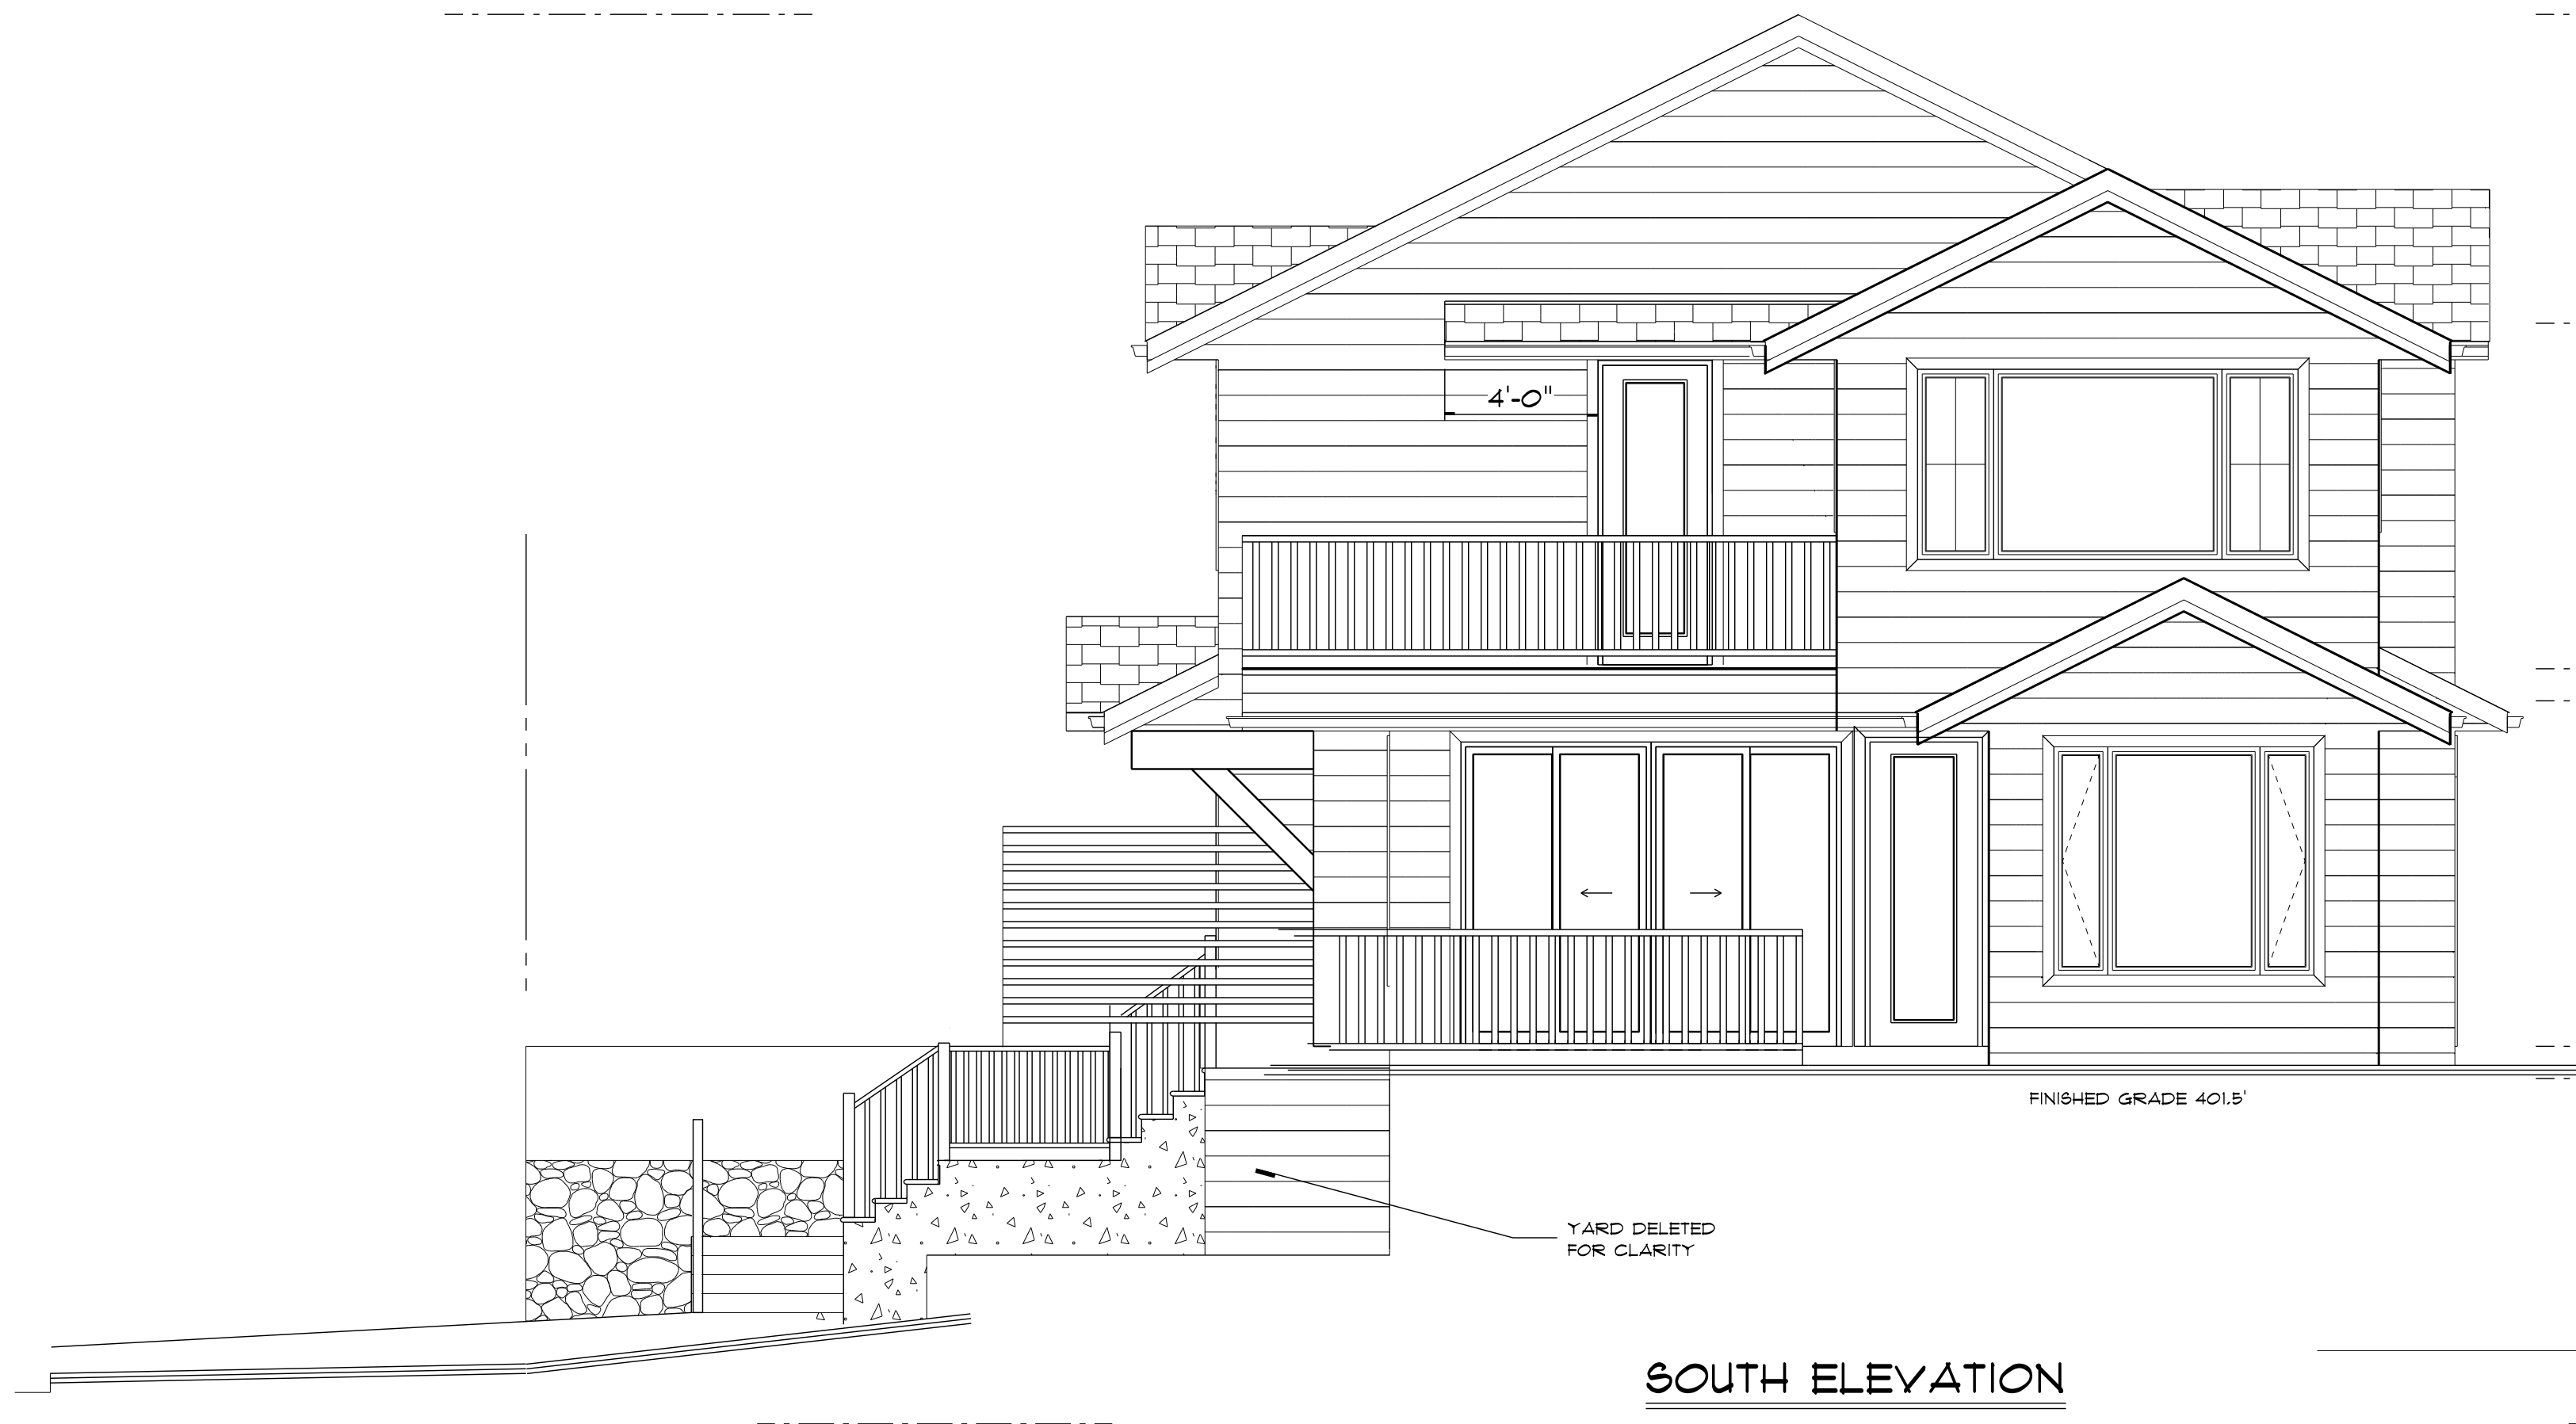 4'-0"
FINISHED GRADE 401.5'
YARD DELETED
FOR CLARITY
SOUTH ELEVATION